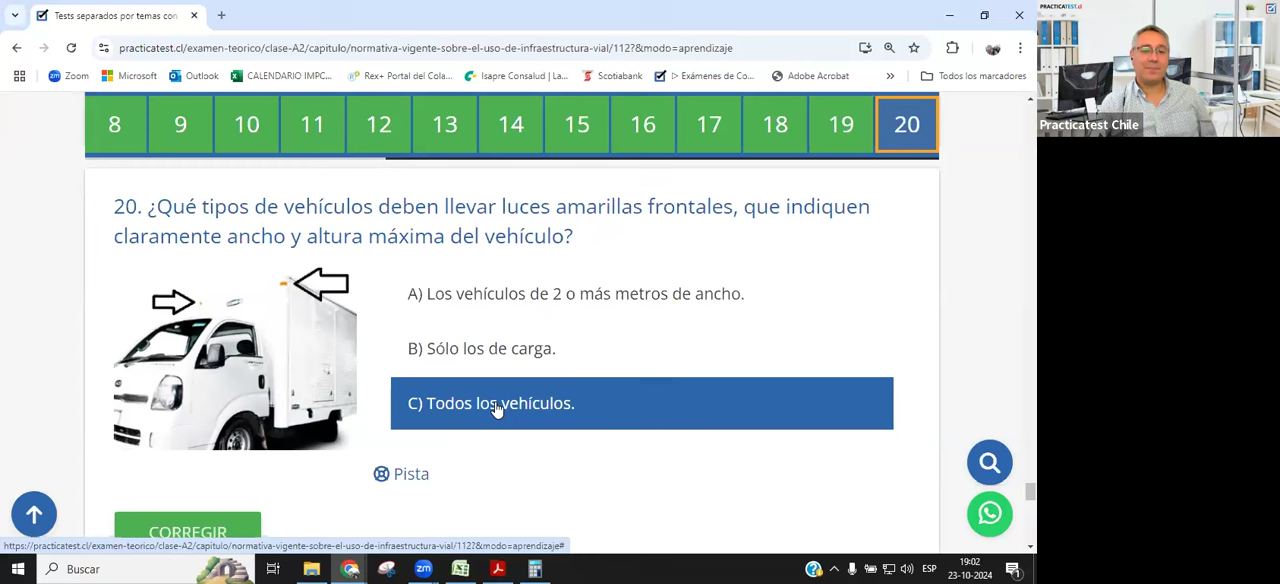 Tests separados por temas con
practicatest.cl/examen-teorico/clase-A2/capitulo/normativa-vigente-sobre-el-uso-de-infraestructura-vial/112?&modo=aprendizaje
Zoom
Microsoft
Outlook
CALENDARIO IMPC...
Rex+ Portal del Cola...
Isapre Consalud | La...
Scotiabank
Exámenes de Co...
Adobe Acrobat
»
Todos los marcadores
PRACTICATEST.cl
Practicatest Chile
8 9 10 11 12 13 14 15 16 17 18 19 20
20. ¿Qué tipos de vehículos deben llevar luces amarillas frontales, que indiquen
claramente ancho y altura máxima del vehículo?
A) Los vehículos de 2 o más metros de ancho.
B) Sólo los de carga.
C) Todos los vehículos.
Pista
CORREGIR
https://practicatest.cl/examen-teorico/clase-A2/capitulo/normativa-vigente-sobre-el-uso-de-infraestructura-vial/112?&modo=aprendizaje#
Buscar
ESP
19:02
23-10-2024